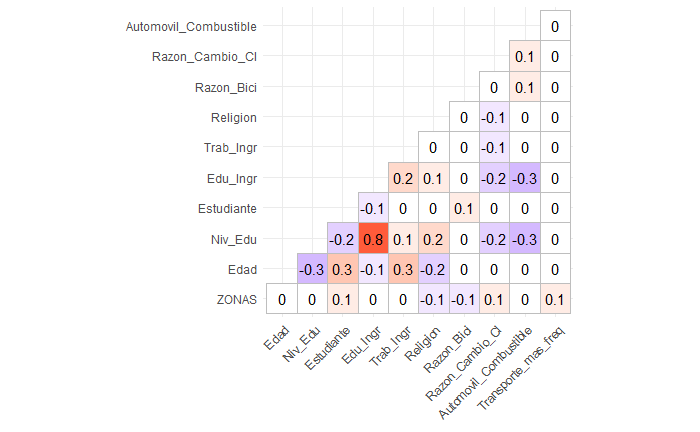 Automovil_Combustible 0
Razon_Cambio_Cl 0.1 0
Razon_Bici 0 0.1 0
Religion 0 -0.1 0 0
Trab_Ingr 0 0 -0.1 0 0
Edu_Ingr 0.2 0.1 0 -0.2 -0.3 0
Estudiante -0.1 0 0 0.1 0 0 0
Niv_Edu -0.2 0.8 0.1 0.2 0 -0.2 -0.3 0
Edad -0.3 0.3 -0.1 0.3 -0.2 0 0 0 0
ZONAS 0 0 0.1 0 0 -0.1 -0.1 0.1 0 0.1
Edad
Niv_Edu
Estudiante
Edu_Ingr
Trab_Ingr
Religion
Razon_Bici
Razon_Cambio_Cl
Automovil_Combustible
Transporte_mas_freq